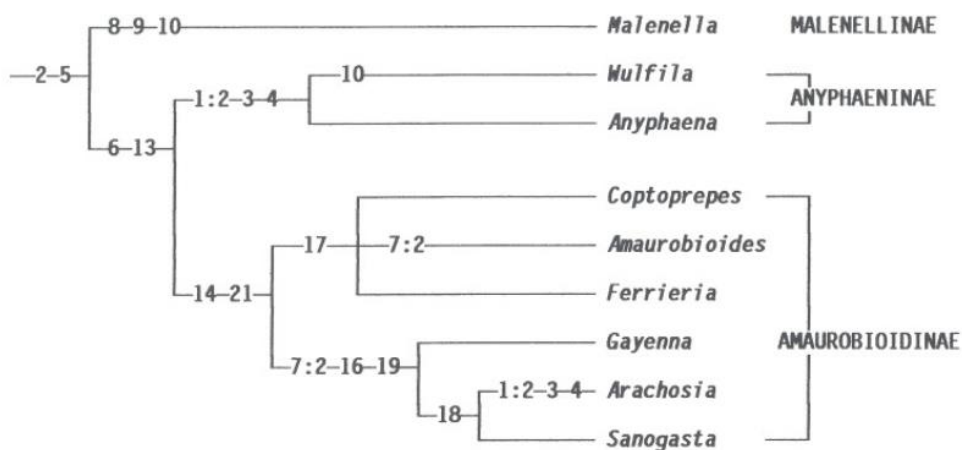 8-9-10 Malenella MALENELLINAE
2-5 10 Wulfila
1:2-3-4 ANYPHAENINAE
Anyphaena
6-13
Coptoprepes
17 7:2 Amaurobioides
14-21 Ferrieria
Gayenna AMAUROBIOIDINAE
7:2-16-19
1:2-3-4 Arachosia
18
Sanogasta